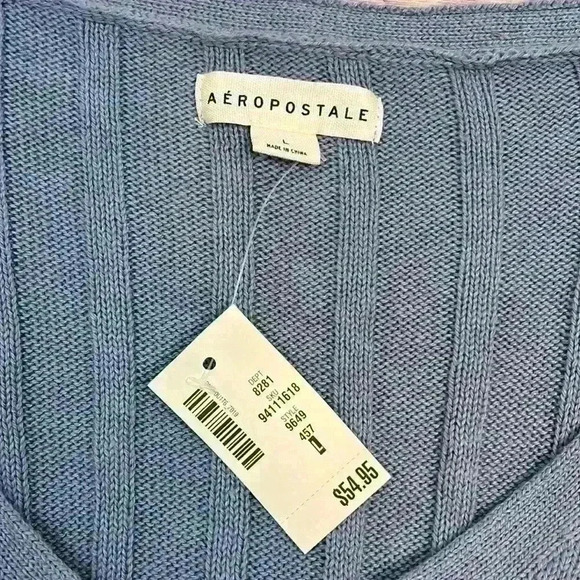 AÉROPOSTALE
L
MADE IN CHINA
DEPT
8281
SKU
94111618
STYLE
9649
457
L
$54.95